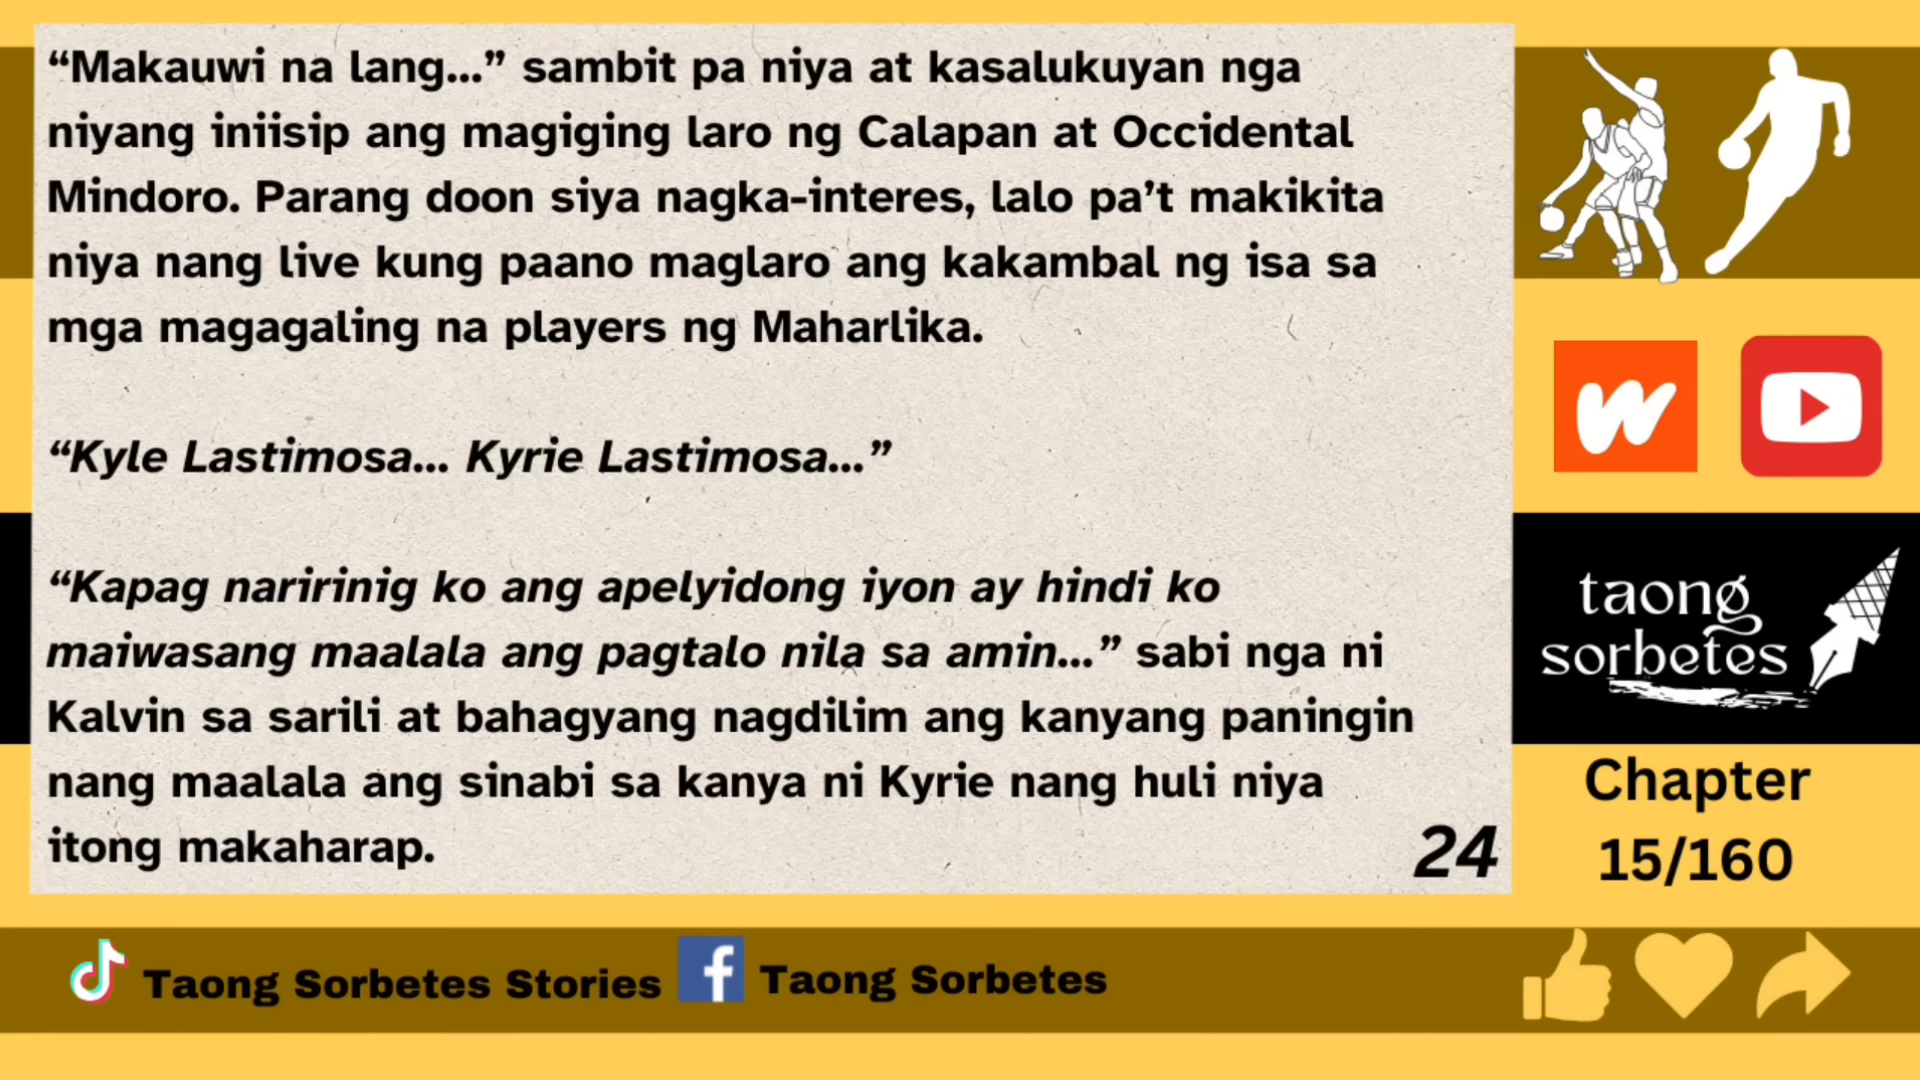 “Makauwi na lang...” sambit pa niya at kasalukuyan nga
niyang iniisip ang magiging laro ng Calapan at Occidental
Mindoro. Parang doon siya nagka-interes, lalo pa’t makikita
niya nang live kung paano maglaro ang kakambal ng isa sa
mga magagaling na players ng Maharlika.
“Kyle Lastimosa... Kyrie Lastimosa...”
“Kapag naririnig ko ang apelyidong iyon ay hindi ko
maiwasang maalala ang pagtalo nila sa amin...” sabi nga ni
Kalvin sa sarili at bahagyang nagdilim ang kanyang paningin
nang maalala ang sinabi sa kanya ni Kyrie nang huli niya
itong makaharap.
24
taong
sorbetes
Chapter
15/160
Taong Sorbetes Stories
Taong Sorbetes